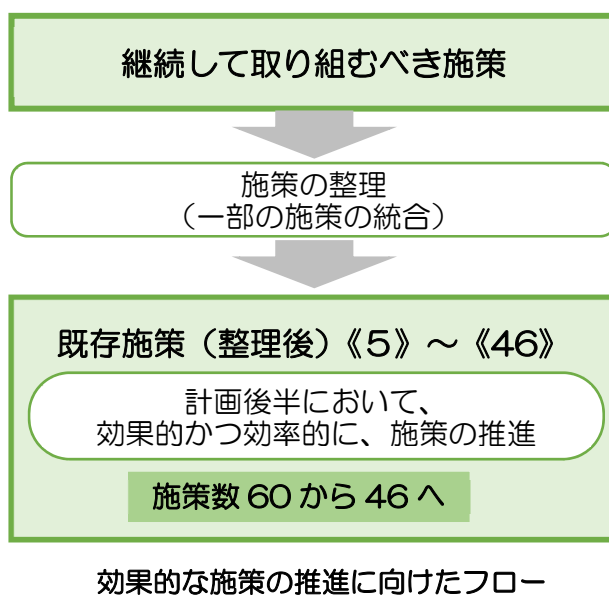 継続して取り組むべき施策
施策の整理
（一部の施策の統合）
既存施策（整理後）《5》～《46》
計画後半において、
効果的かつ効率的に、施策の推進
施策数 60 から 46 へ
効果的な施策の推進に向けたフロー